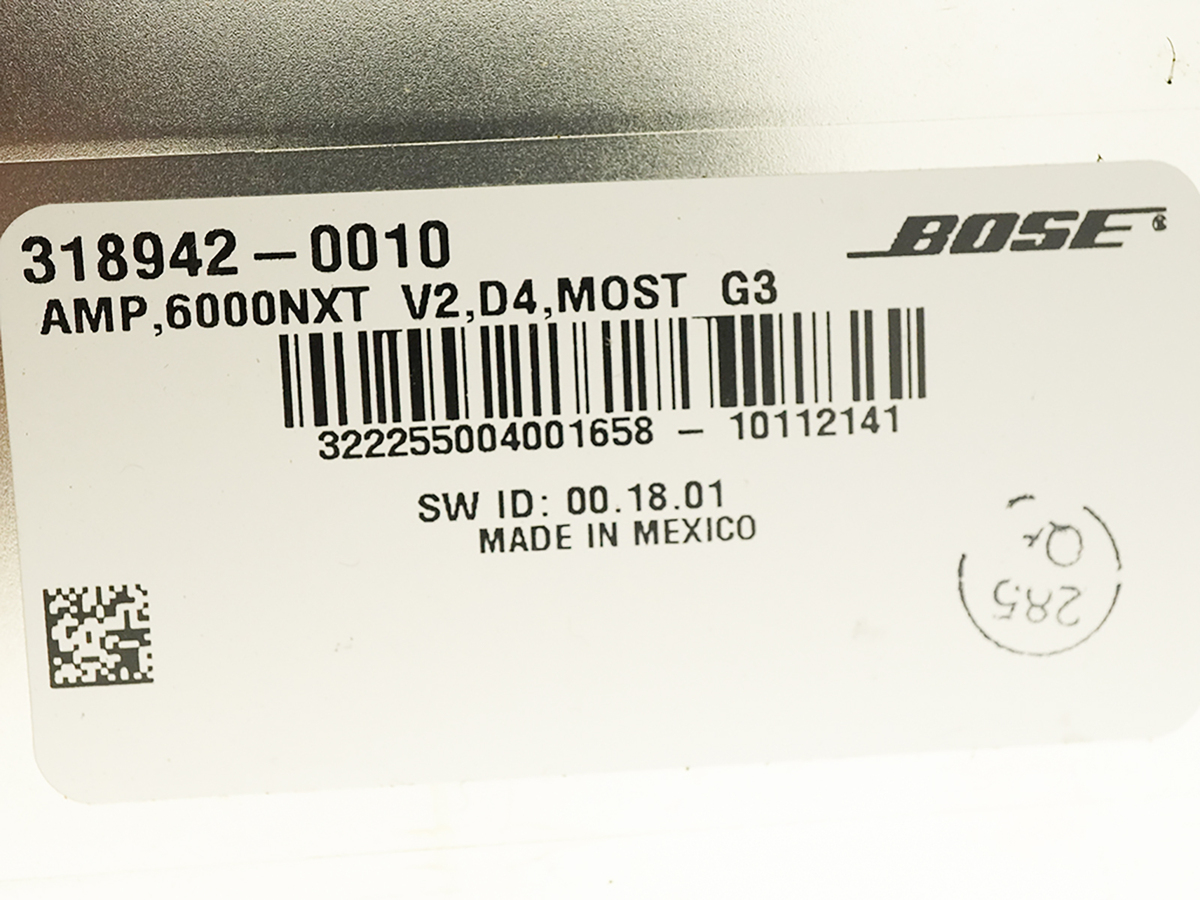 318942-0010
BOSE®
AMP,6000NXT V2,D4,MOST G3
322255004001658 - 10112141
SW ID: 00.18.01
MADE IN MEXICO
285